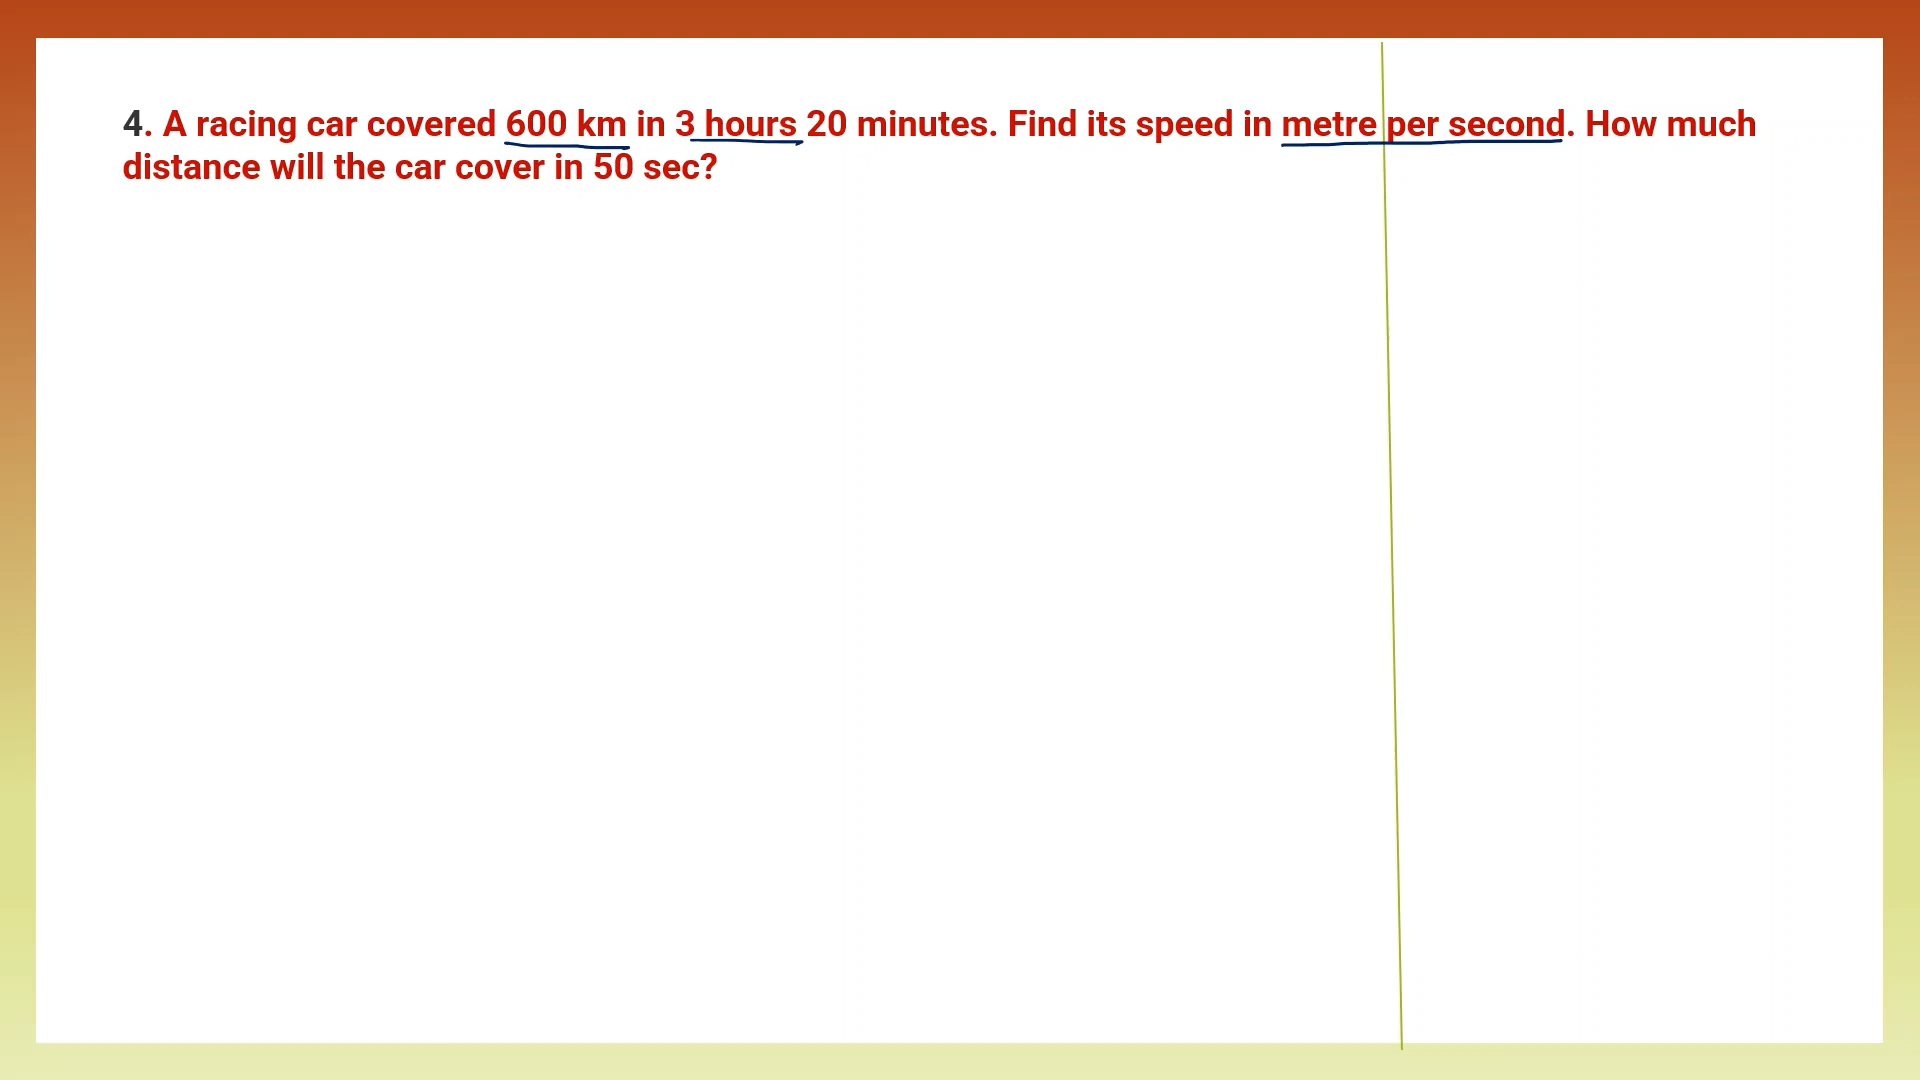 4. A racing car covered 600 km in 3 hours 20 minutes. Find its speed in metre per second. How much
distance will the car cover in 50 sec?